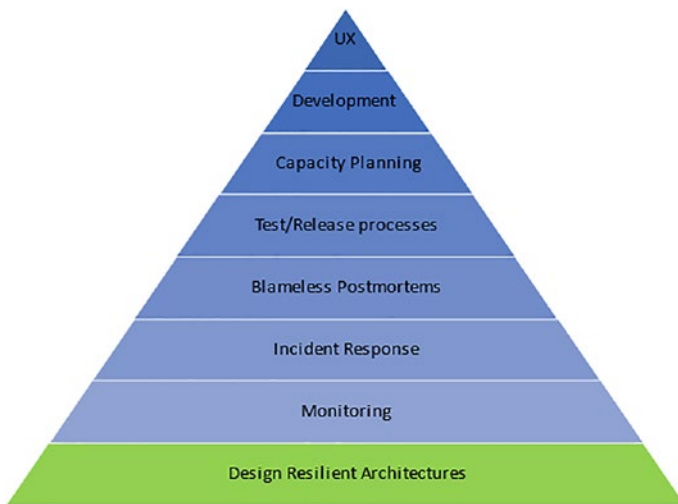 UX
Development
Capacity Planning
Test/Release processes
Blameless Postmortems
Incident Response
Monitoring
Design Resilient Architectures